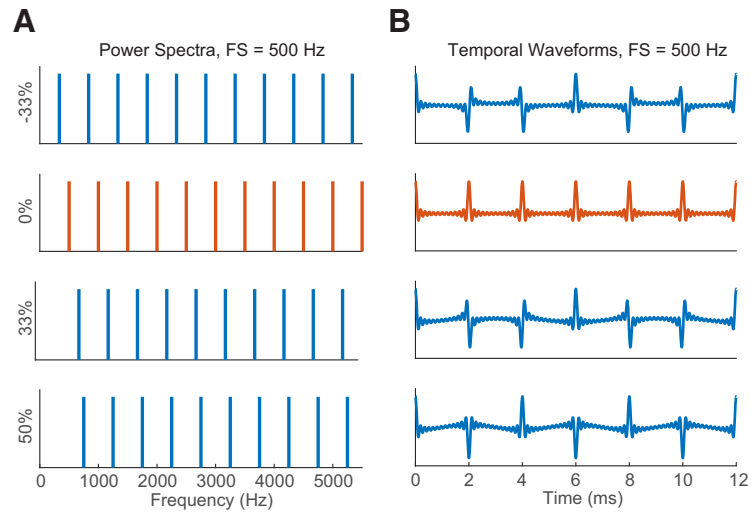 A
B
Power Spectra, FS = 500 Hz
Temporal Waveforms, FS = 500 Hz
-33%
0%
33%
50%
0 1000 2000 3000 4000 5000
Frequency (Hz)
0 2 4 6 8 10 12
Time (ms)